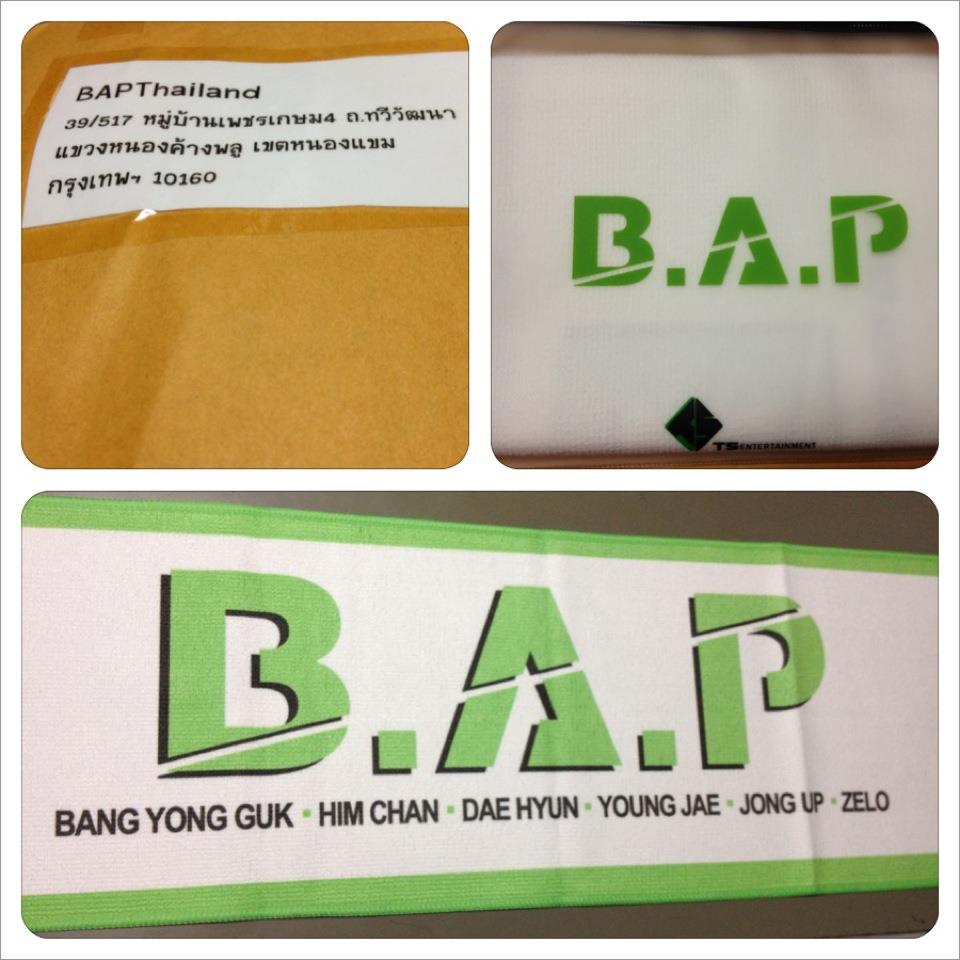 BAPThailand
39/517 หมู่บ้านเพชรเกษม4 ถ.ทวีวัฒนา
แขวงหนองค้างพลู เขตหนองแขม
กรุงเทพฯ 10160
B.A.P
TS ENTERTAINMENT
B.A.P
BANG YONG GUK · HIM CHAN · DAE HYUN · YOUNG JAE · JONG UP · ZELO